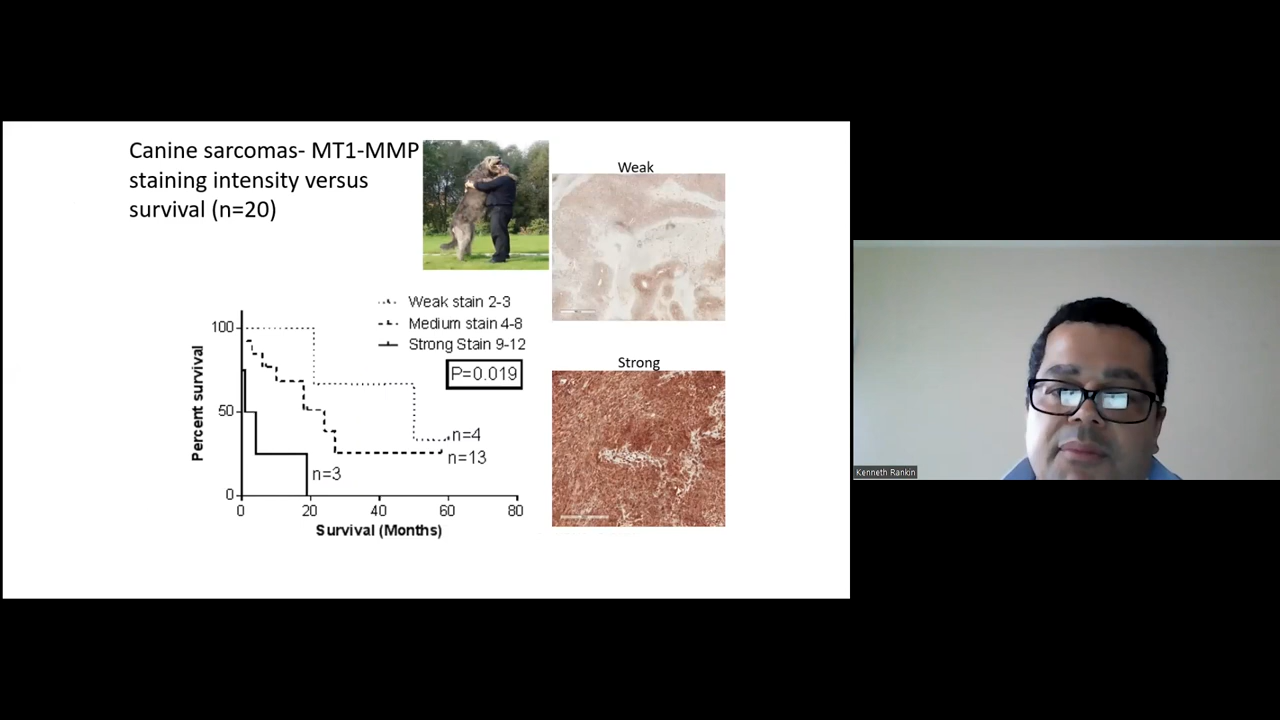 Canine sarcomas- MT1-MMP
staining intensity versus
survival (n=20)
Weak
Weak stain 2-3
Medium stain 4-8
Strong Stain 9-12
P=0.019
100
50
0
Percent survival
n=4
n=13
n=3
0 20 40 60 80
Survival (Months)
Strong
Kenneth Rankin